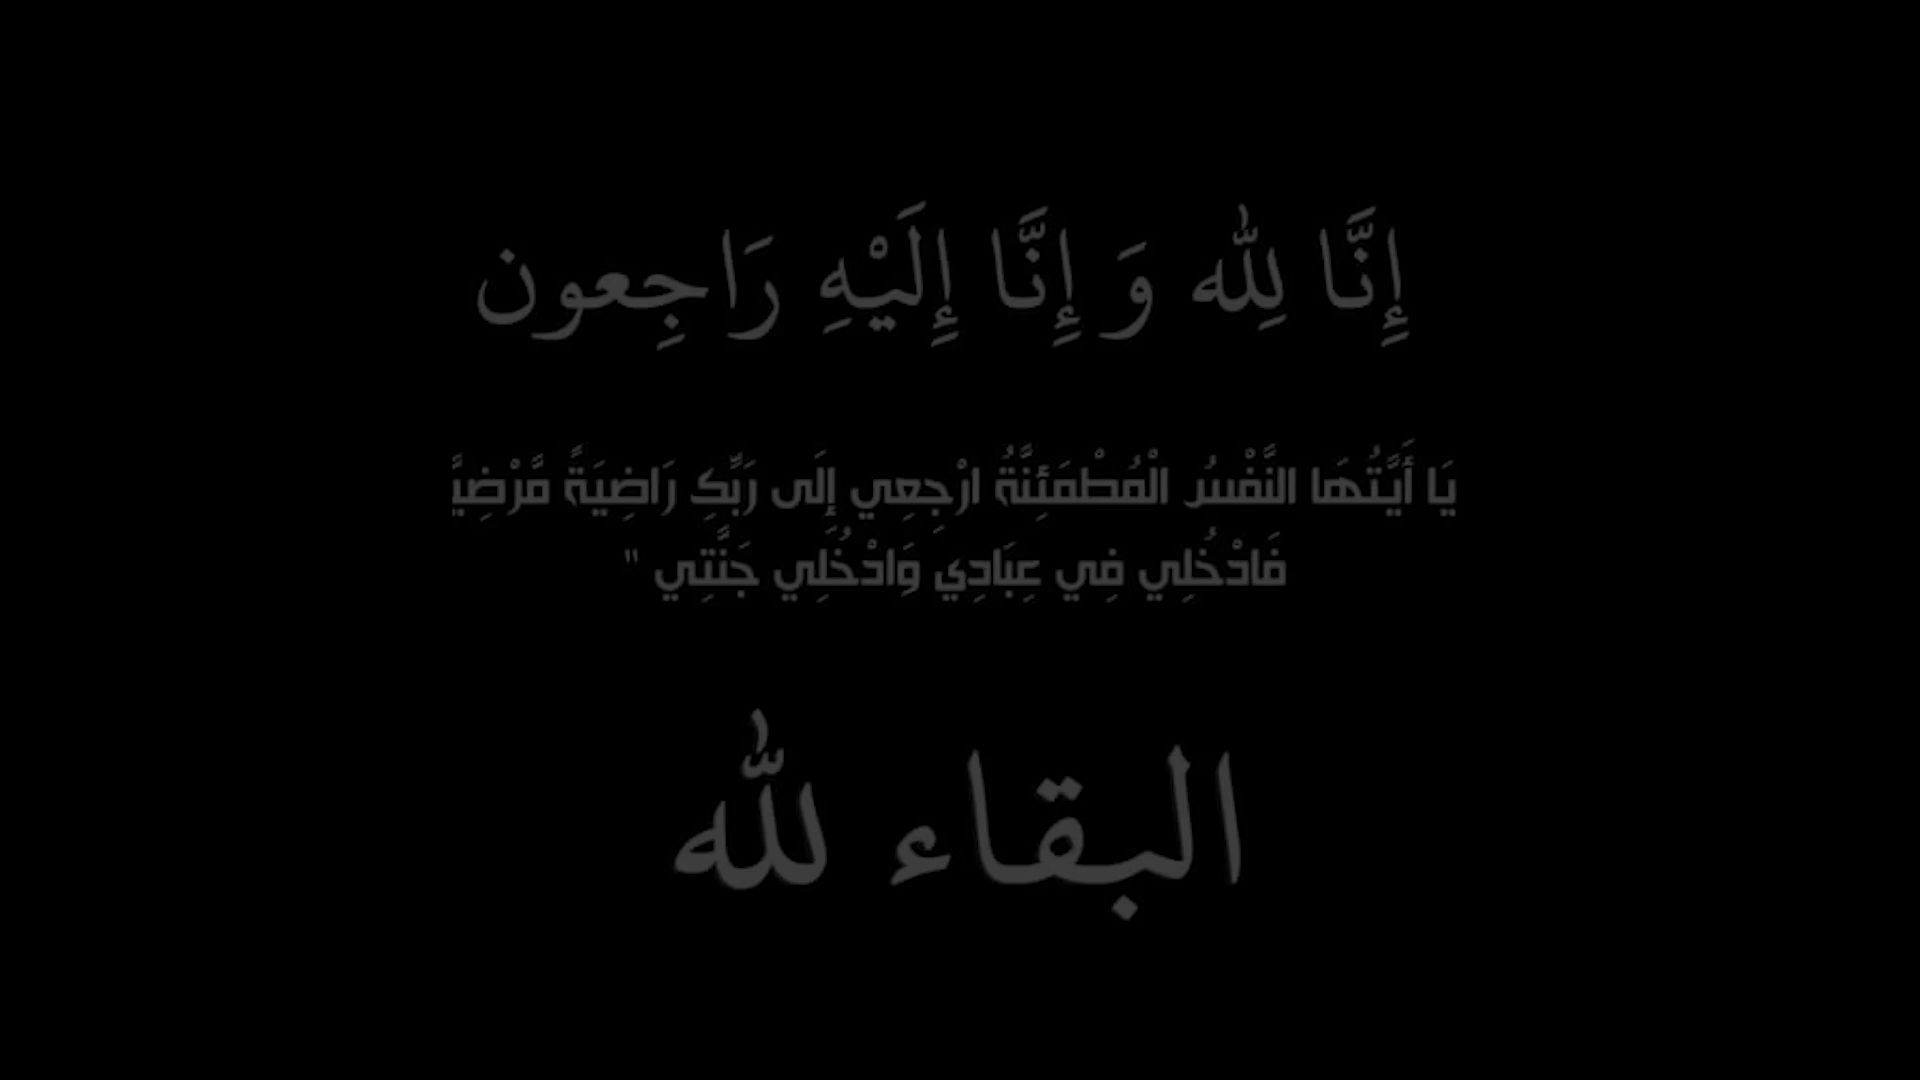 إِنَّا لِلّٰه وَ إِنَّا إِلَيْهِ رَاجِعون
يَا أَيَّتُهَا النَّفْسُ الْمُطْمَئِنَّةُ ارْجِعِي إِلَى رَبِّكِ رَاضِيَةً
فَادْخُلِي فِي عِبَادِي وَادْخُلِي جَنَّتِي "
البقاء لله